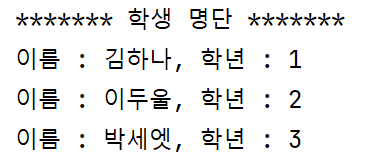 ******* 학생 명단 *******
이름 : 김하나, 학년 : 1
이름 : 이두울, 학년 : 2
이름 : 박세엣, 학년 : 3